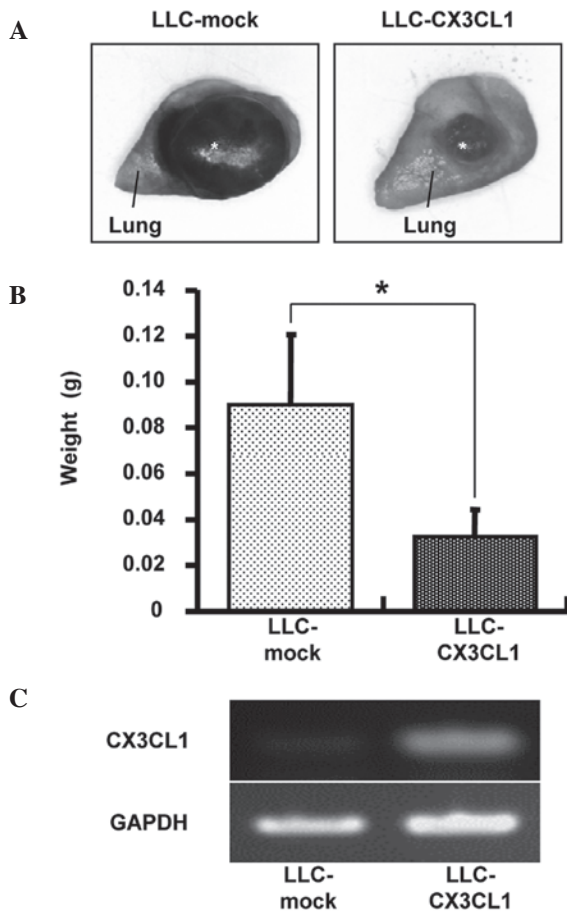 A
LLC-mock
LLC-CX3CL1
*
*
Lung
Lung
B
*
Weight (g)
0.14
0.12
0.10
0.08
0.06
0.04
0.02
0
LLC-
mock
LLC-
CX3CL1
C
CX3CL1
GAPDH
LLC-
mock
LLC-
CX3CL1